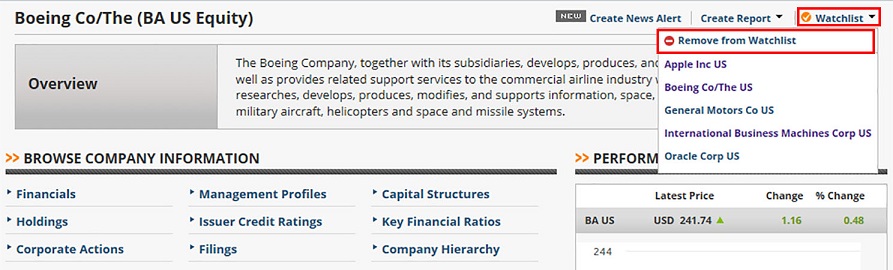 Boeing Co/The (BA US Equity)
NEW Create News Alert Create Report Watchlist
Remove from Watchlist
Apple Inc US
Boeing Co/The US
General Motors Co US
International Business Machines Corp US
Oracle Corp US
Overview
The Boeing Company, together with its subsidiaries, develops, produces, and
well as provides related support services to the commercial airline industry
researches, develops, produces, modifies, and supports information, space,
military aircraft, helicopters and space and missile systems.
>> BROWSE COMPANY INFORMATION
Financials Management Profiles Capital Structures
Holdings Issuer Credit Ratings Key Financial Ratios
Corporate Actions Filings Company Hierarchy
>> PERFORM
Latest Price Change % Change
BA US USD 241.74 1.16 0.48
244